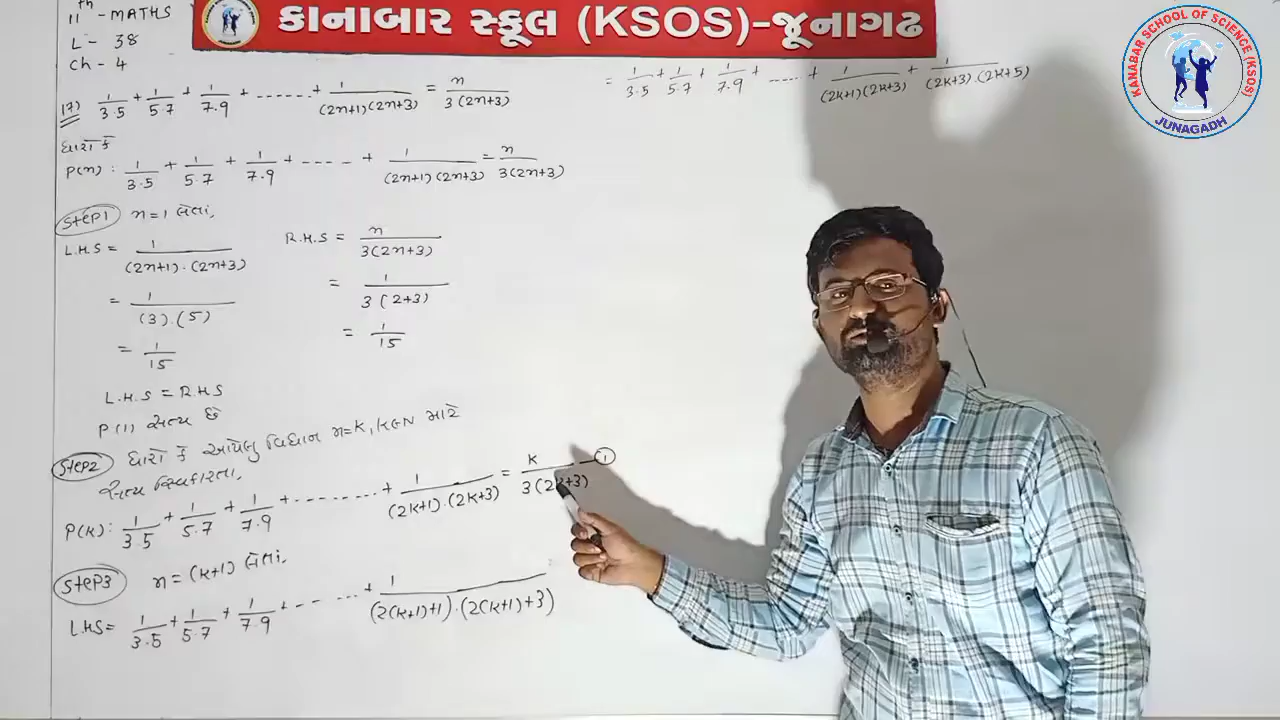 11th - MATHS
L - 38
Ch - 4
કાનાબાર સ્કૂલ (KSOS)-જૂનાગઢ
KANABAR SCHOOL OF SCIENCE (KSOS)
JUNAGADH
17) 1/3.5 + 1/5.7 + 1/7.9 + ...... + 1/(2n+1)(2n+3) = n/3(2n+3)
ધારો કે
P(n): 1/3.5 + 1/5.7 + 1/7.9 + ---- + 1/(2n+1)(2n+3) = n/3(2n+3)
Step1 n=1 લેતાં,
L.H.S = 1/(2n+1).(2n+3)
= 1/(3).(5)
= 1/15
R.H.S = n/3(2n+3)
= 1/3(2+3)
= 1/15
L.H.S = R.H.S
P(1) સત્ય છે
Step2 ધારો કે આપેલું વિધાન n=k, k∈N માટે
સત્ય સ્વિકારતા,
P(k): 1/3.5 + 1/5.7 + 1/7.9 + ........ + 1/(2k+1).(2k+3) = k/3(2k+3) —①
Step3 n = (k+1) લેતાં,
L.HS = 1/3.5 + 1/5.7 + 1/7.9 + -- ... + 1/(2(k+1)+1).(2(k+1)+3)
= 1/3.5 + 1/5.7 + 1/7.9 + ..... + 1/(2k+1)(2k+3) + 1/(2k+3).(2k+5)